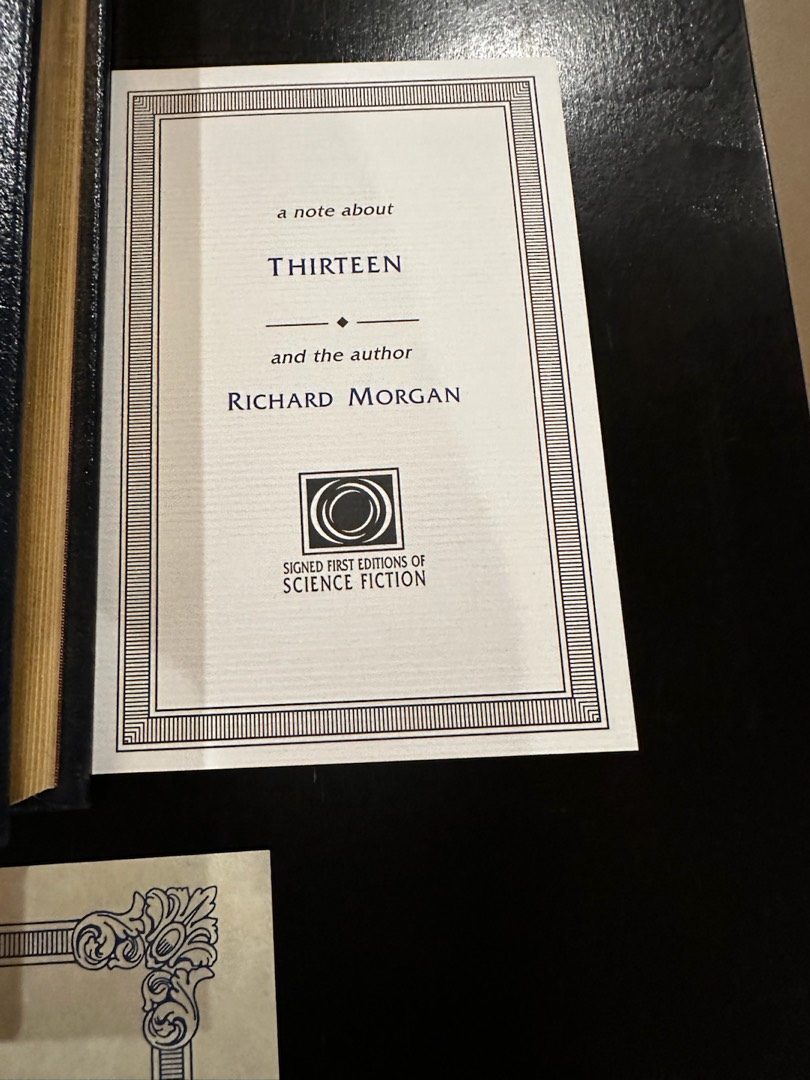 a note about
THIRTEEN
and the author
RICHARD MORGAN
SIGNED FIRST EDITIONS OF
SCIENCE FICTION